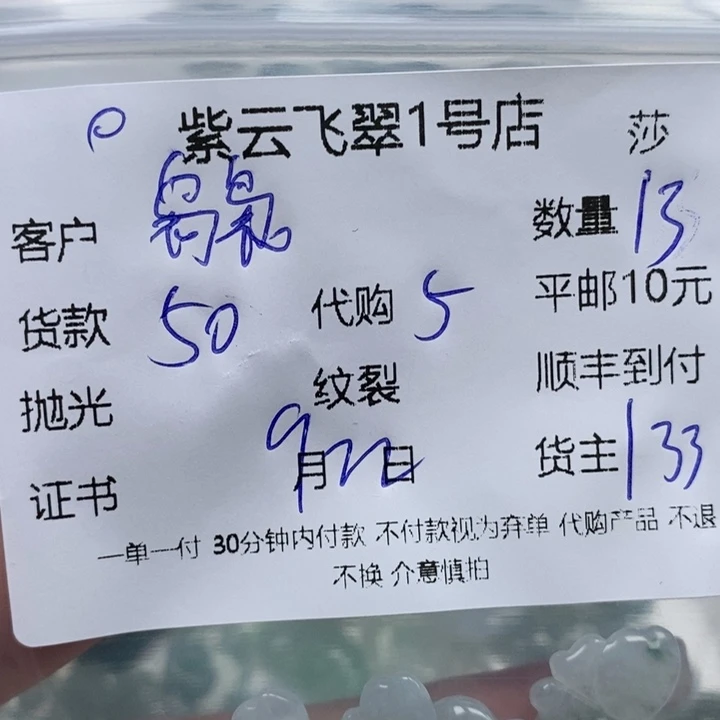 紫云飞翠1号店 莎
客户 数量 13
货款 50 代购 5 平邮10元
抛光 纹裂 顺丰到付
证书 9月22日 货主 133
一单一付 30分钟内付款 不付款视为弃单 代购产品 不退
不换 介意慎拍